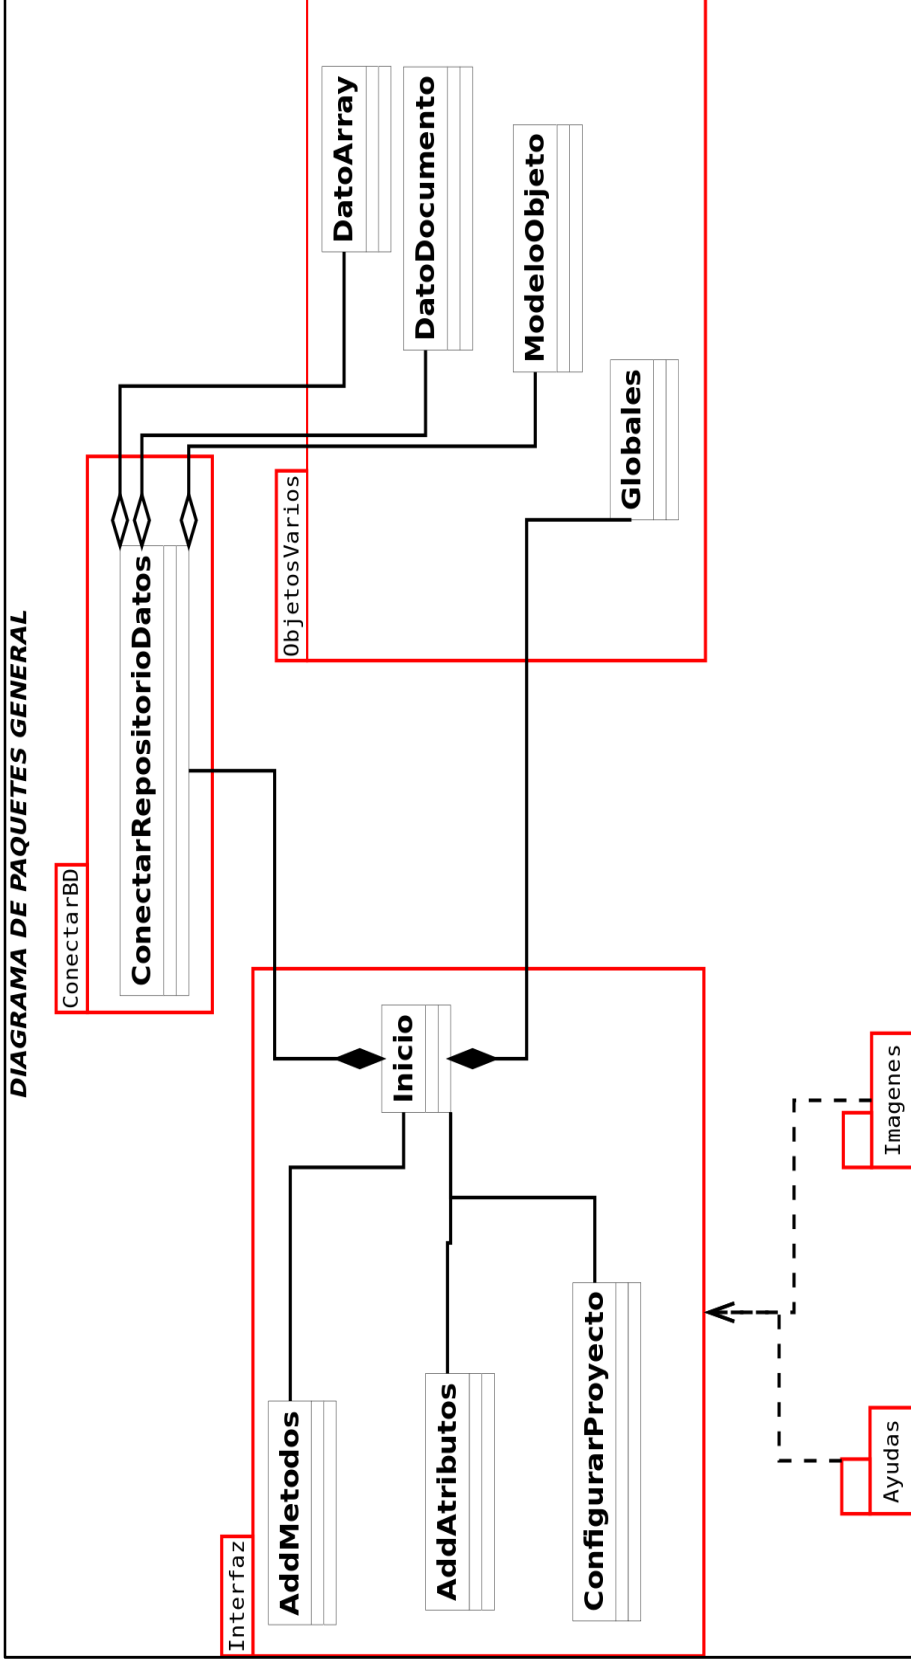 DIAGRAMA DE PAQUETES GENERAL
ConectarBD
ConectarRepositorioDatos
Interfaz
AddMetodos
Inicio
AddAtributos
ConfigurarProyecto
ObjetosVarios
DatoArray
DatoDocumento
ModeloObjeto
Globales
Ayudas
Imagenes